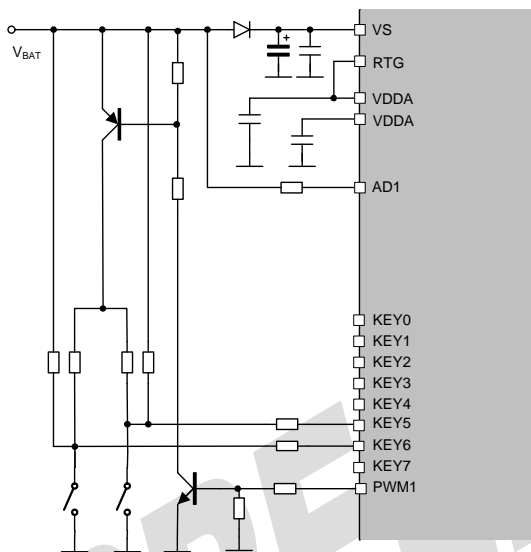 VBAT
+
VS
RTG
VDDA
VDDA
AD1
KEY0
KEY1
KEY2
KEY3
KEY4
KEY5
KEY6
KEY7
PWM1